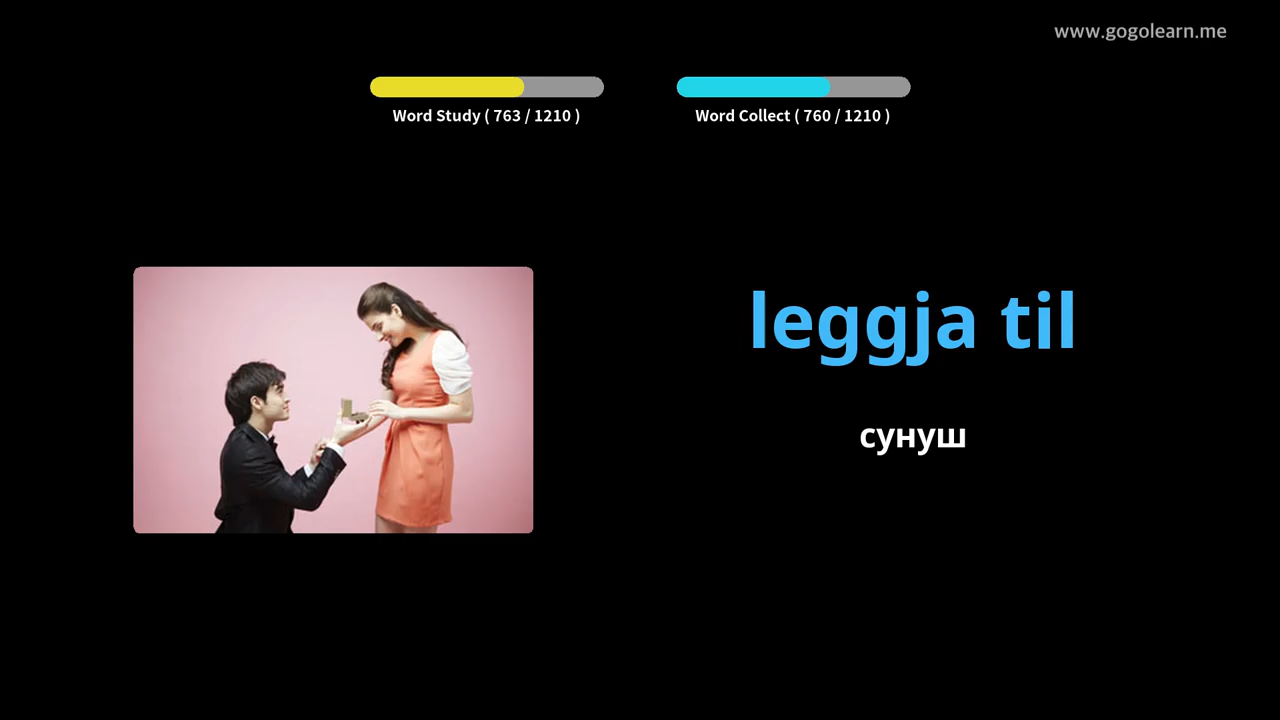 www.gogolearn.me
Word Study ( 763 / 1210 )
Word Collect ( 760 / 1210 )
leggja til
сунуш